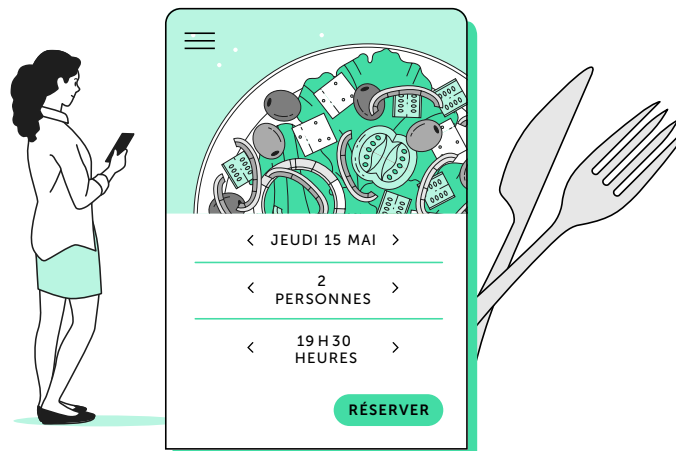 JEUDI 15 MAI
2
PERSONNES
19 H 30
HEURES
RÉSERVER